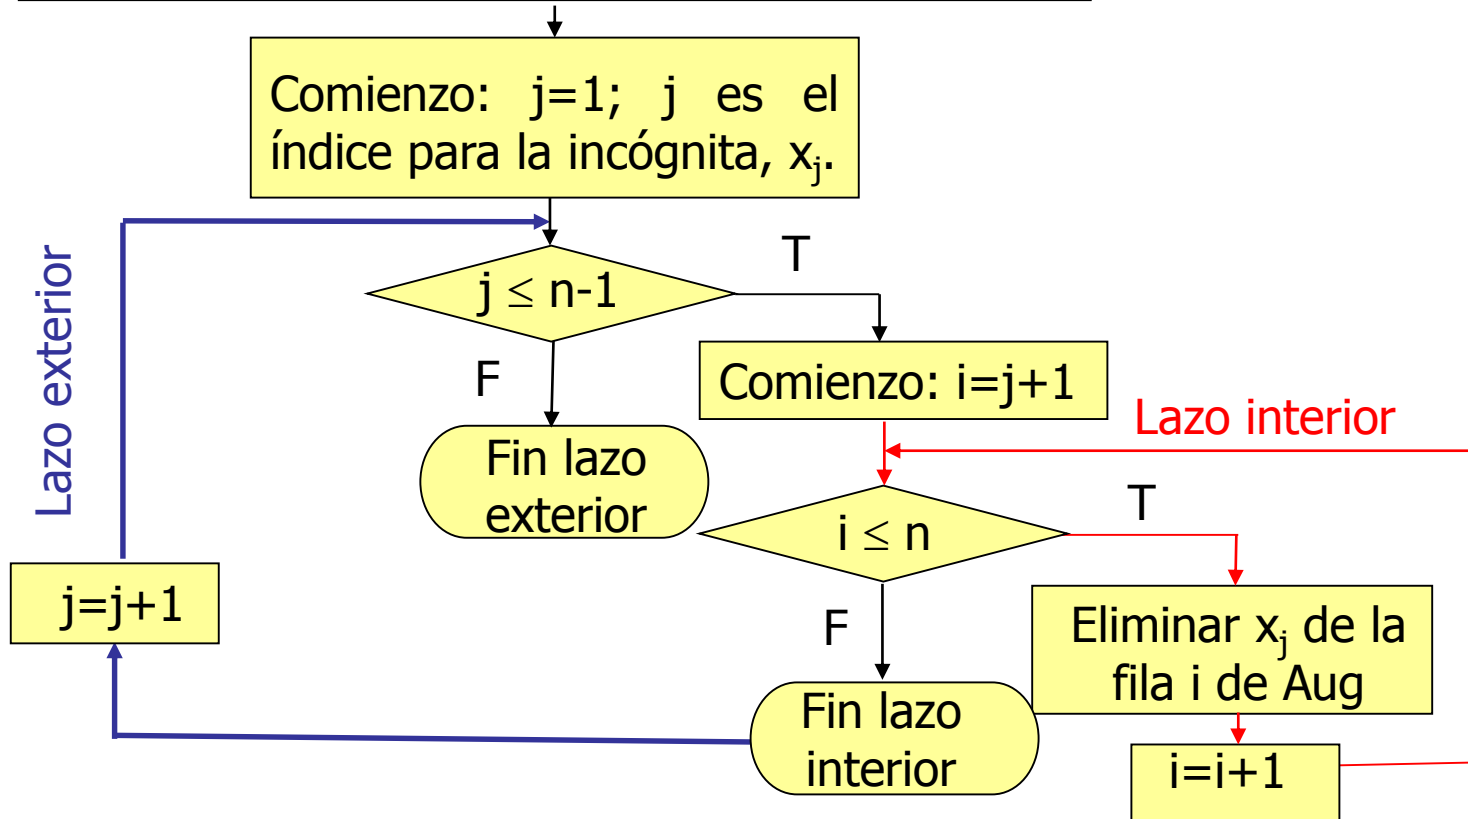 Comienzo: j=1; j es el
índice para la incógnita, xⱼ.
Lazo exterior
j ≤ n-1
T
F
Comienzo: i=j+1
Fin lazo
exterior
Lazo interior
i ≤ n
T
F
j=j+1
Eliminar xⱼ de la
fila i de Aug
Fin lazo
interior
i=i+1